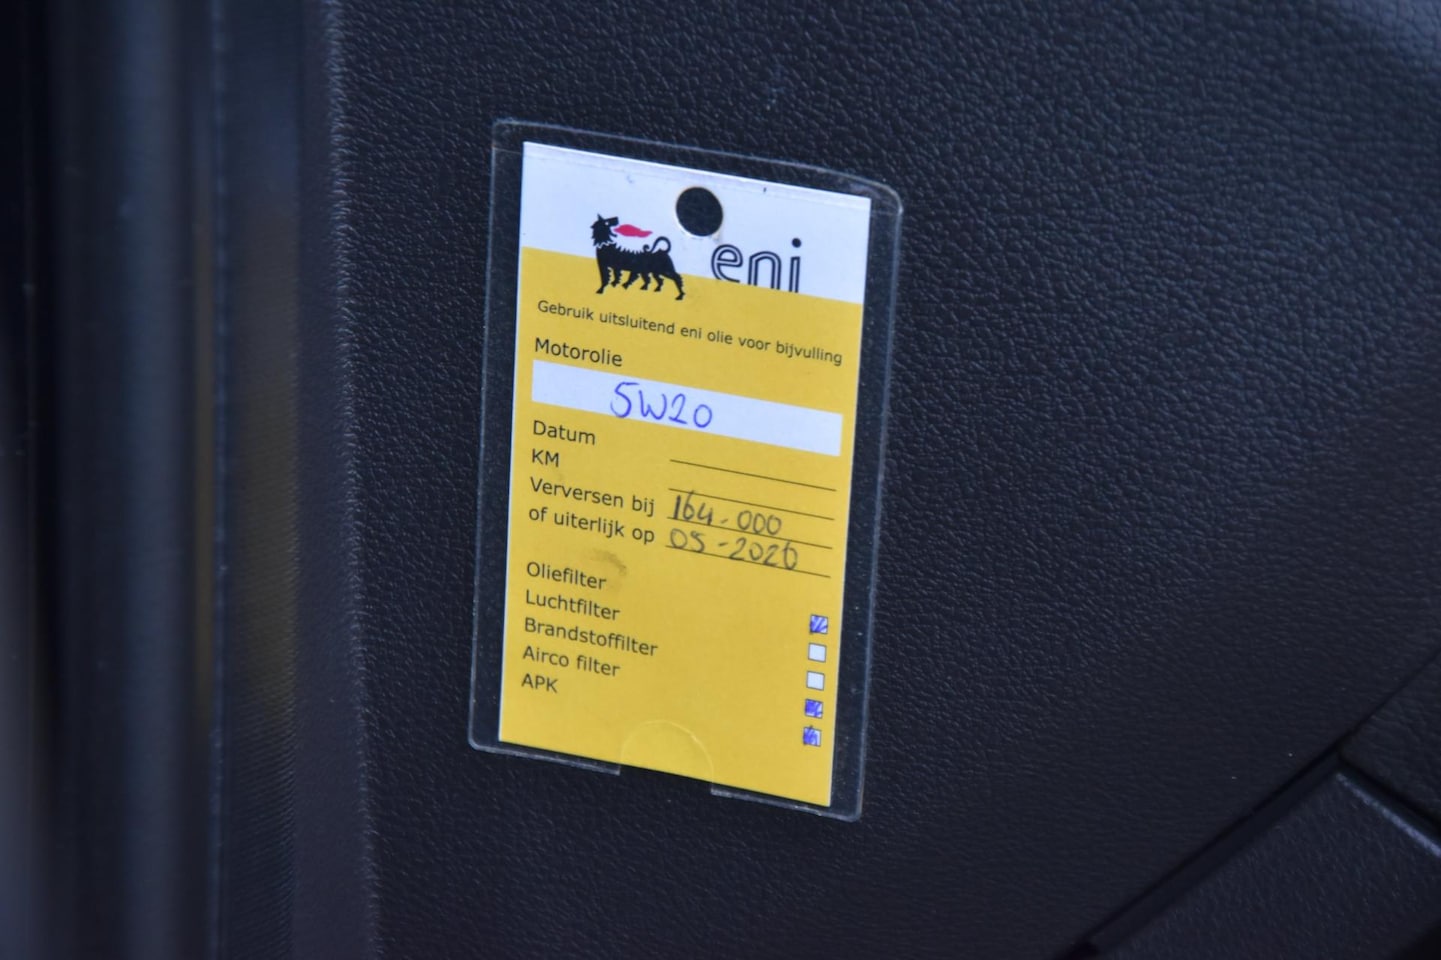 eni
Gebruik uitsluitend eni olie voor bijvulling
Motorolie
5W20
Datum
KM
Verversen bij 164.000
of uiterlijk op 05-2026
Oliefilter
Luchtfilter
Brandstoffilter
Airco filter
APK